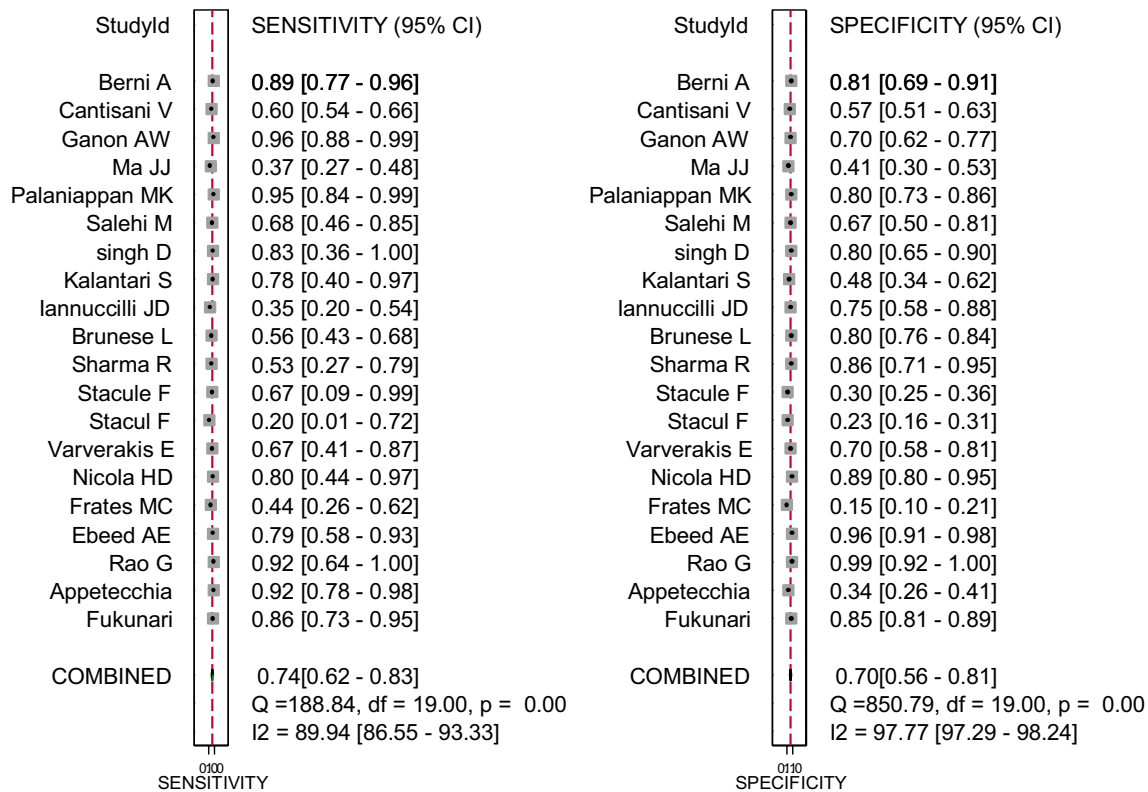 StudyId SENSITIVITY (95% CI)
Berni A 0.89 [0.77 - 0.96]
Cantisani V 0.60 [0.54 - 0.66]
Ganon AW 0.96 [0.88 - 0.99]
Ma JJ 0.37 [0.27 - 0.48]
Palaniappan MK 0.95 [0.84 - 0.99]
Salehi M 0.68 [0.46 - 0.85]
singh D 0.83 [0.36 - 1.00]
Kalantari S 0.78 [0.40 - 0.97]
Iannuccilli JD 0.35 [0.20 - 0.54]
Brunese L 0.56 [0.43 - 0.68]
Sharma R 0.53 [0.27 - 0.79]
Stacule F 0.67 [0.09 - 0.99]
Stacul F 0.20 [0.01 - 0.72]
Varverakis E 0.67 [0.41 - 0.87]
Nicola HD 0.80 [0.44 - 0.97]
Frates MC 0.44 [0.26 - 0.62]
Ebeed AE 0.79 [0.58 - 0.93]
Rao G 0.92 [0.64 - 1.00]
Appetecchia 0.92 [0.78 - 0.98]
Fukunari 0.86 [0.73 - 0.95]
COMBINED 0.74[0.62 - 0.83]
Q =188.84, df = 19.00, p = 0.00
I2 = 89.94 [86.55 - 93.33]
SENSITIVITY
StudyId SPECIFICITY (95% CI)
Berni A 0.81 [0.69 - 0.91]
Cantisani V 0.57 [0.51 - 0.63]
Ganon AW 0.70 [0.62 - 0.77]
Ma JJ 0.41 [0.30 - 0.53]
Palaniappan MK 0.80 [0.73 - 0.86]
Salehi M 0.67 [0.50 - 0.81]
singh D 0.80 [0.65 - 0.90]
Kalantari S 0.48 [0.34 - 0.62]
Iannuccilli JD 0.75 [0.58 - 0.88]
Brunese L 0.80 [0.76 - 0.84]
Sharma R 0.86 [0.71 - 0.95]
Stacule F 0.30 [0.25 - 0.36]
Stacul F 0.23 [0.16 - 0.31]
Varverakis E 0.70 [0.58 - 0.81]
Nicola HD 0.89 [0.80 - 0.95]
Frates MC 0.15 [0.10 - 0.21]
Ebeed AE 0.96 [0.91 - 0.98]
Rao G 0.99 [0.92 - 1.00]
Appetecchia 0.34 [0.26 - 0.41]
Fukunari 0.85 [0.81 - 0.89]
COMBINED 0.70[0.56 - 0.81]
Q =850.79, df = 19.00, p = 0.00
I2 = 97.77 [97.29 - 98.24]
SPECIFICITY